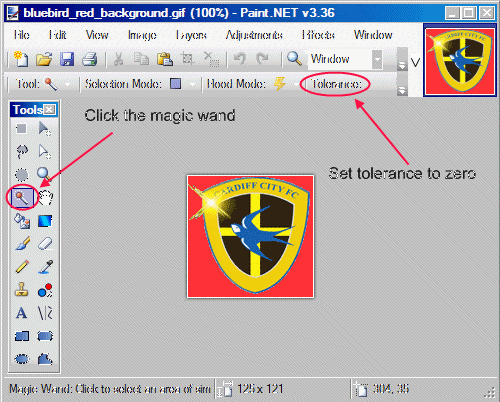 bluebird_red_background.gif (100%) - Paint.NET v3.36
File Edit View Image Layers Adjustments Effects Window
Window
Tool: Selection Mode: Flood Mode: Tolerance:
Tools
Click the magic wand
Set tolerance to zero
CARDIFF CITY FC
A
Magic Wand: Click to select an area of sim
125 x 121
304, 35